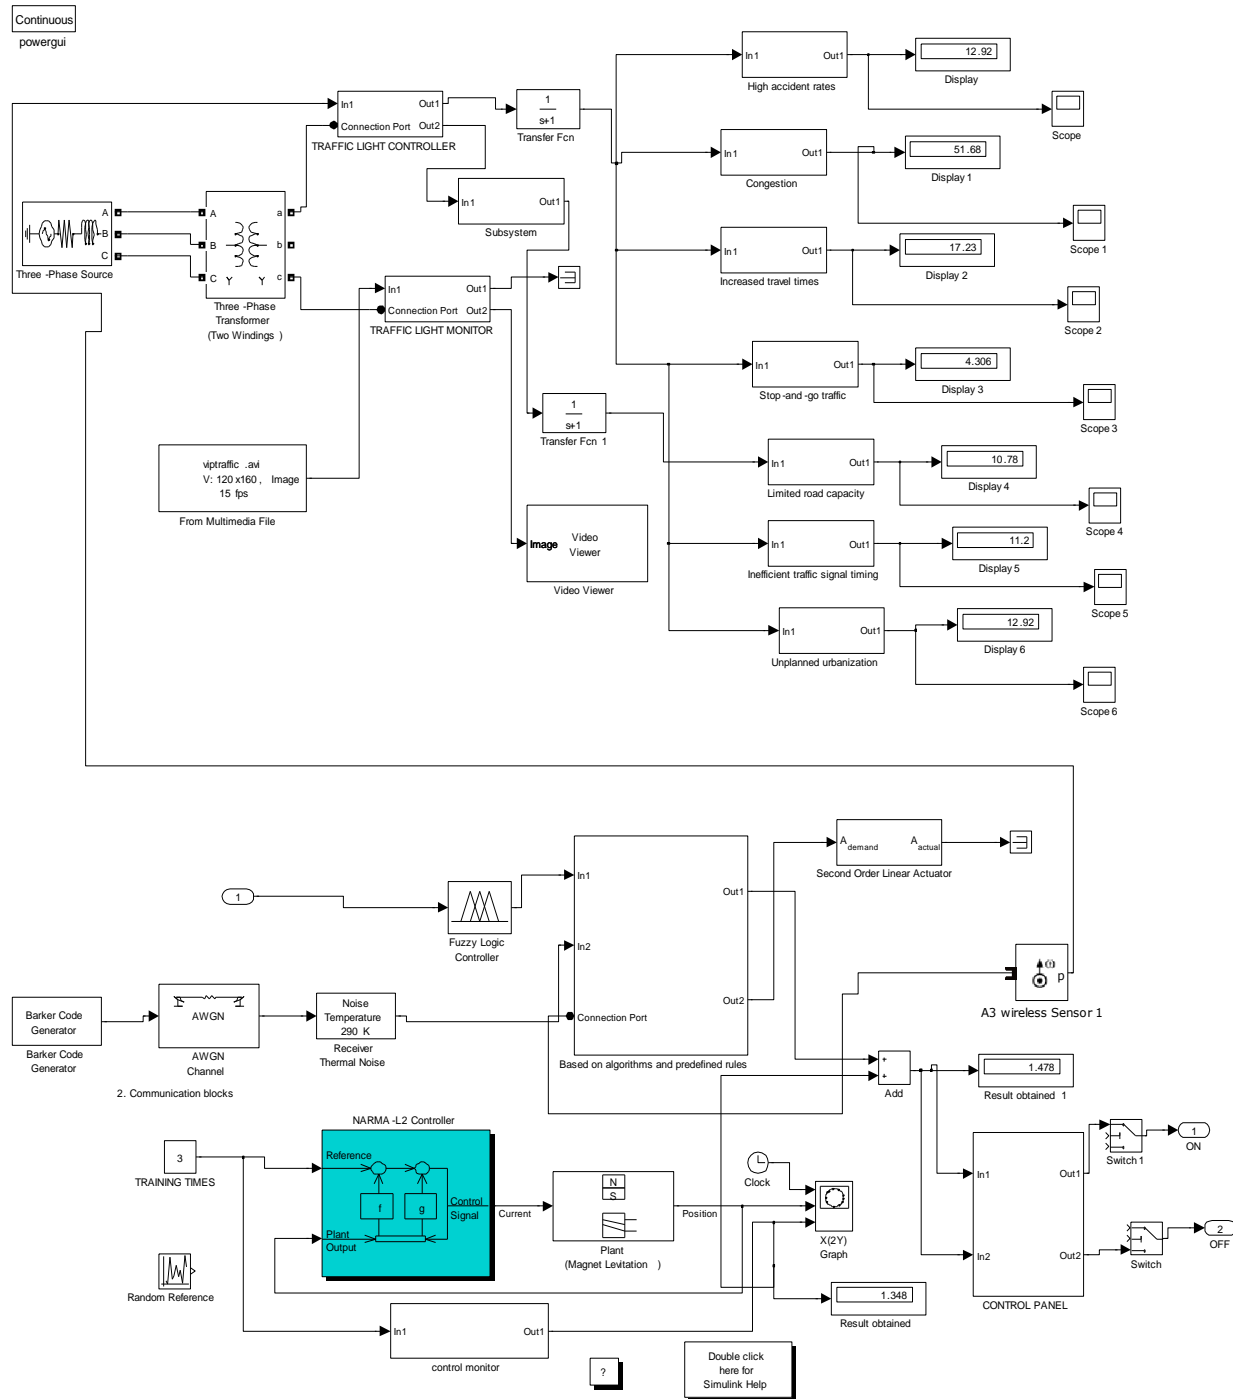 Continuous
powergui
In1
Out1
Connection Port
Out2
TRAFFIC LIGHT CONTROLLER
1
s+1
Transfer Fcn
In1
Out1
High accident rates
12.92
Display
Scope
In1
Out1
Congestion
51.68
Display 1
Scope 1
In1
Out1
Subsystem
A
B
C
Three -Phase Source
A
B
C
a
b
c
Y
Y
Three -Phase
Transformer
(Two Windings )
In1
Out1
Connection Port
Out2
TRAFFIC LIGHT MONITOR
In1
Out1
Increased travel times
17.23
Display 2
Scope 2
In1
Out1
Stop -and -go traffic
4.306
Display 3
Scope 3
1
s+1
Transfer Fcn 1
viptraffic .avi
V: 120 x160 , Image
15 fps
From Multimedia File
In1
Out1
Limited road capacity
10.78
Display 4
Scope 4
Image
Video
Viewer
Video Viewer
In1
Out1
Inefficient traffic signal timing
11.2
Display 5
Scope 5
In1
Out1
Unplanned urbanization
12.92
Display 6
Scope 6
A
demand
A
actual
Second Order Linear Actuator
1
Fuzzy Logic
Controller
In1
In2
Connection Port
Out1
Out2
Based on algorithms and predefined rules
p
A3 wireless Sensor 1
Barker Code
Generator
Barker Code
Generator
AWGN
AWGN
Channel
Noise
Temperature
290 K
Receiver
Thermal Noise
2. Communication blocks
+
+
Add
1.478
Result obtained 1
NARMA -L2 Controller
Reference
f
g
Control
Signal
Plant
Output
3
TRAINING TIMES
Current
N
S
Plant
(Magnet Levitation )
Position
Clock
X(2Y)
Graph
In1
In2
Out1
Out2
CONTROL PANEL
Switch 1
1
ON
Switch
2
OFF
Random Reference
1.348
Result obtained
In1
Out1
control monitor
?
Double click
here for
Simulink Help